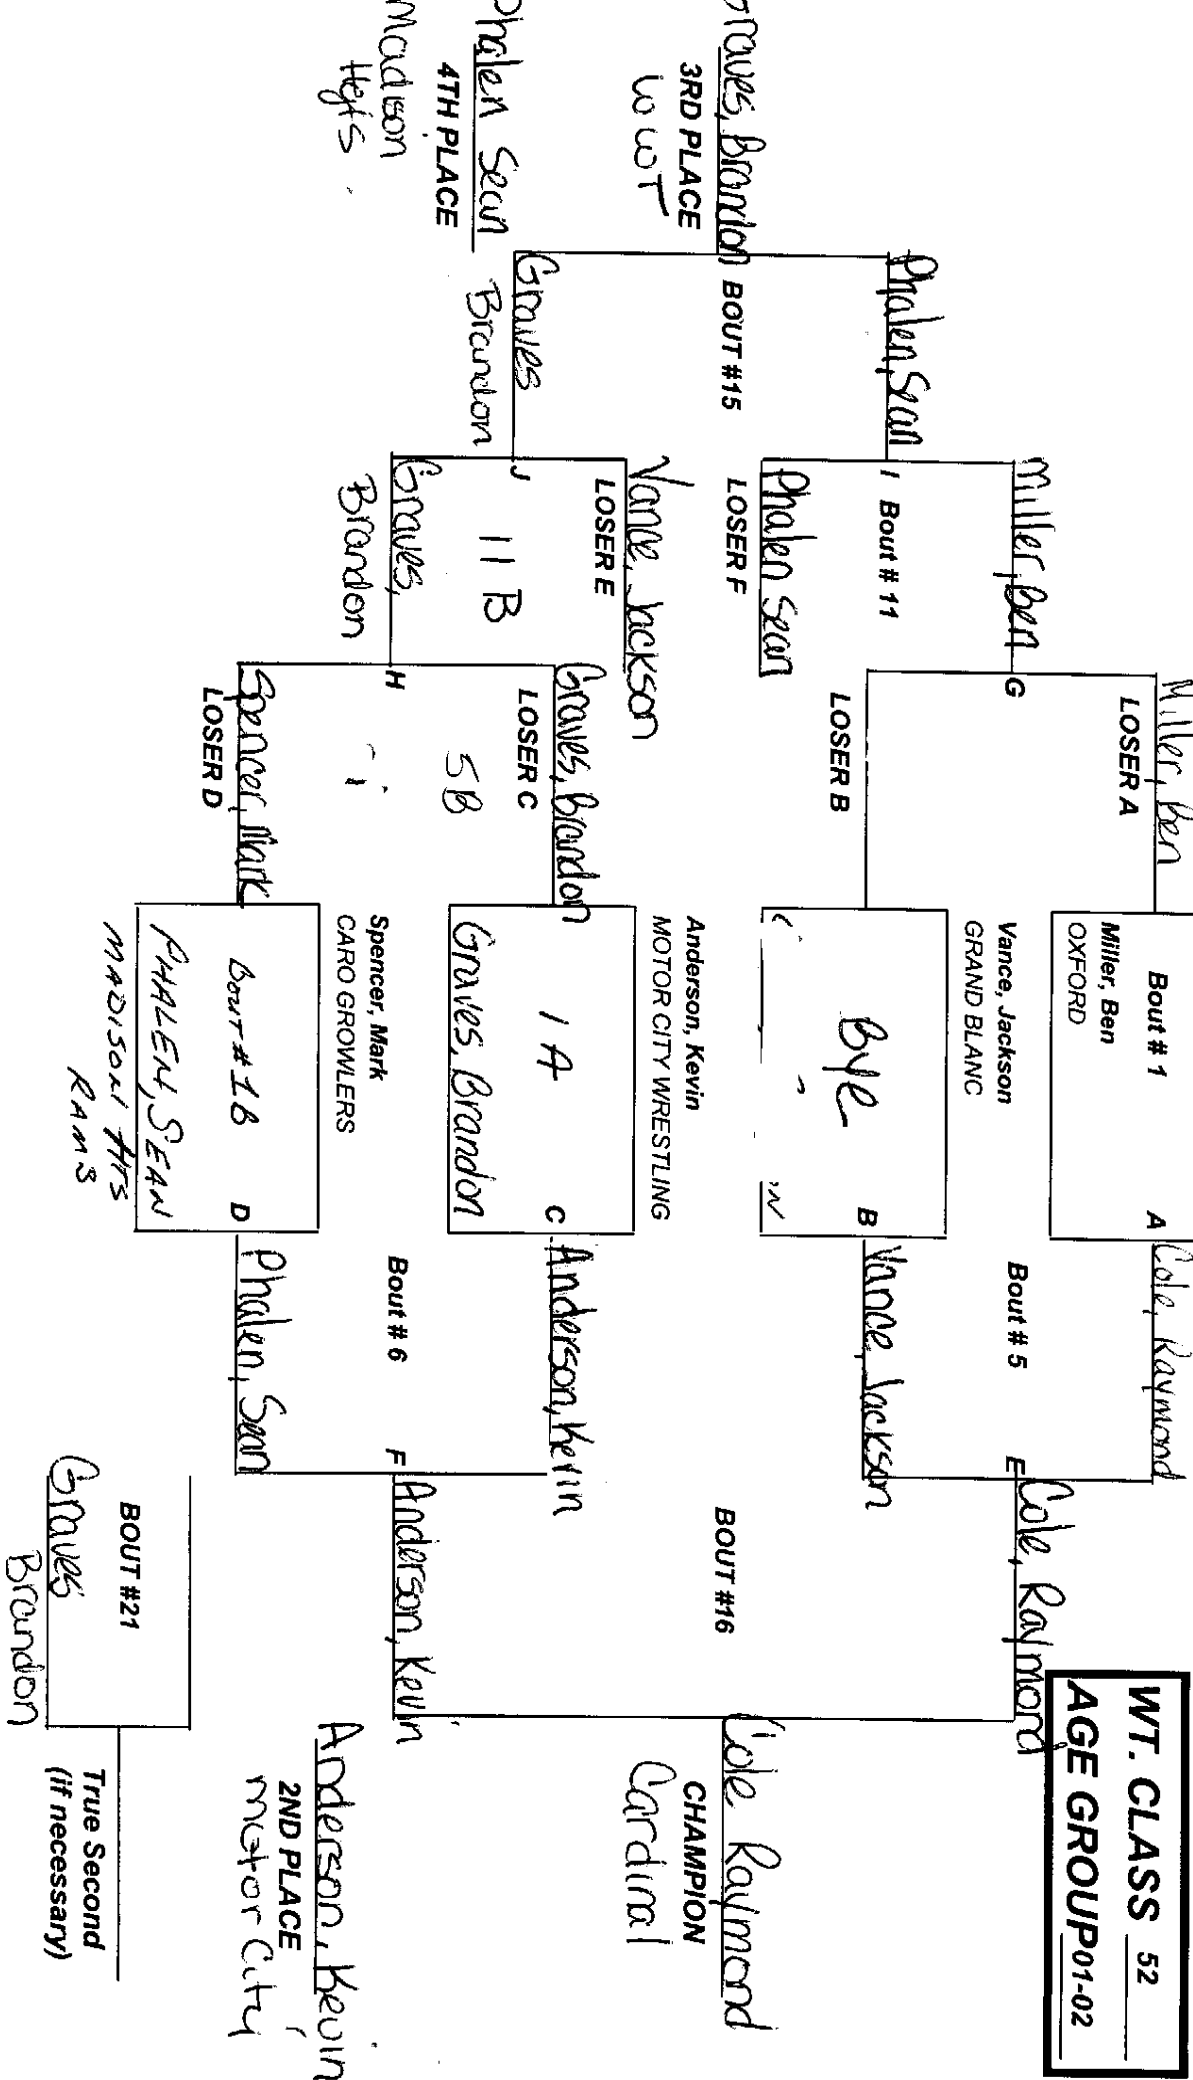 WT. CLASS 52
AGE GROUP 01-02
Miller, Ben
LOSER A
Bout # 1
Miller, Ben
OXFORD
A
Cole, Raymond
Miller, Ben
G
Vance, Jackson
GRAND BLANC
Bout # 5
E
Cole, Raymond
Phalen, Sean
I Bout # 11
LOSER B
Bye
B
Vance, Jackson
Phalen Sean
LOSER F
Graves, Brandon
BOUT #15
BOUT #16
Cole, Raymond
3RD PLACE
CHAMPION
WWT
Cardinal
Vance, Jackson
LOSER E
Anderson, Kevin
MOTOR CITY WRESTLING
Graves, Brandon
LOSER C
1A
C
Anderson, Kevin
Graves, Brandon
Graves
Brandon
J
11 B
5B
Phalen Sean
4TH PLACE
Graves,
Brandon
H
Spencer, Mark
CARO GROWLERS
Bout # 6
F
Anderson, Kevin
Madison
Hgts
Anderson, Kevin
2ND PLACE
Motor City
Spencer, Mark
LOSER D
Bout # 1B
D
Phalen, Sean
PHALEN, SEAN
MADISON HTS
RAMS
BOUT #21
Graves
Brandon
True Second
(if necessary)